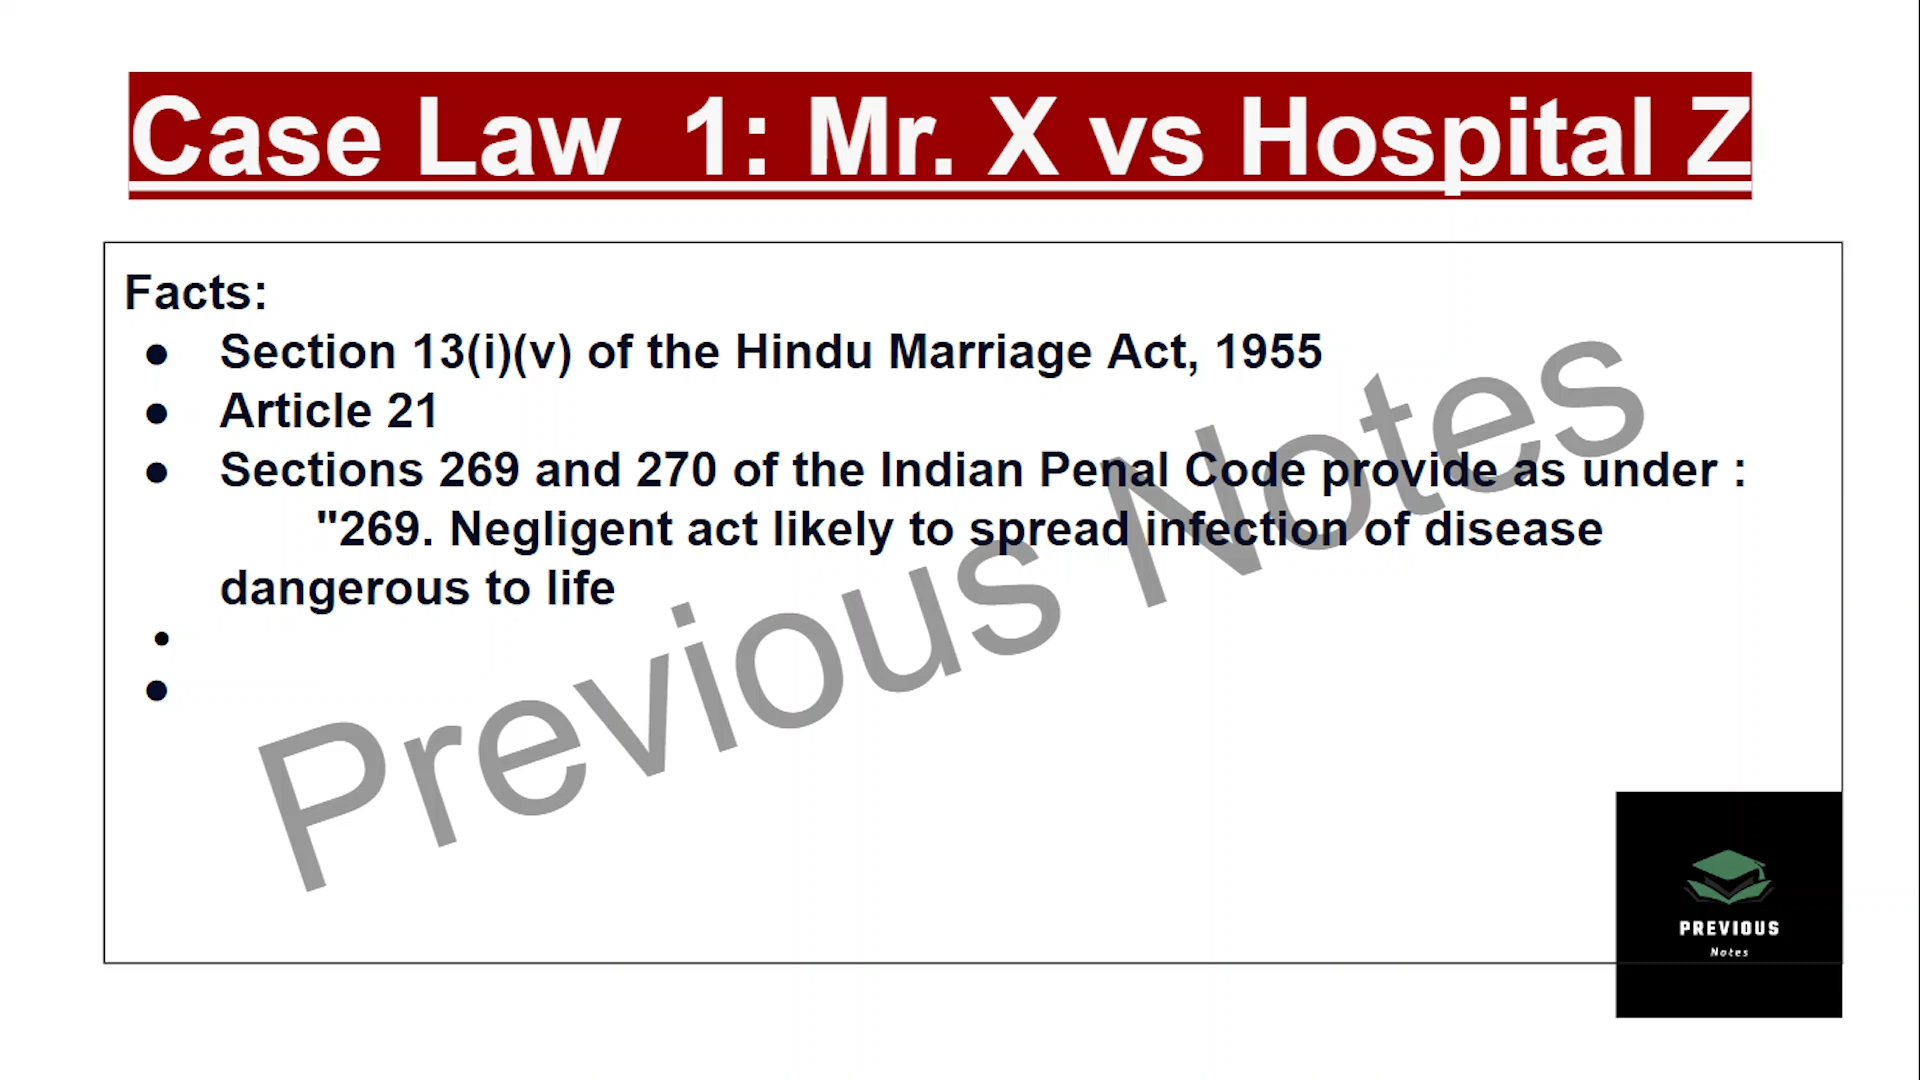 Case Law  1: Mr. X vs Hospital Z
Facts:
● Section 13(i)(v) of the Hindu Marriage Act, 1955
● Article 21
● Sections 269 and 270 of the Indian Penal Code provide as under :
"269. Negligent act likely to spread infection of disease
dangerous to life
•
●
Previous Notes
PREVIOUS
Notes